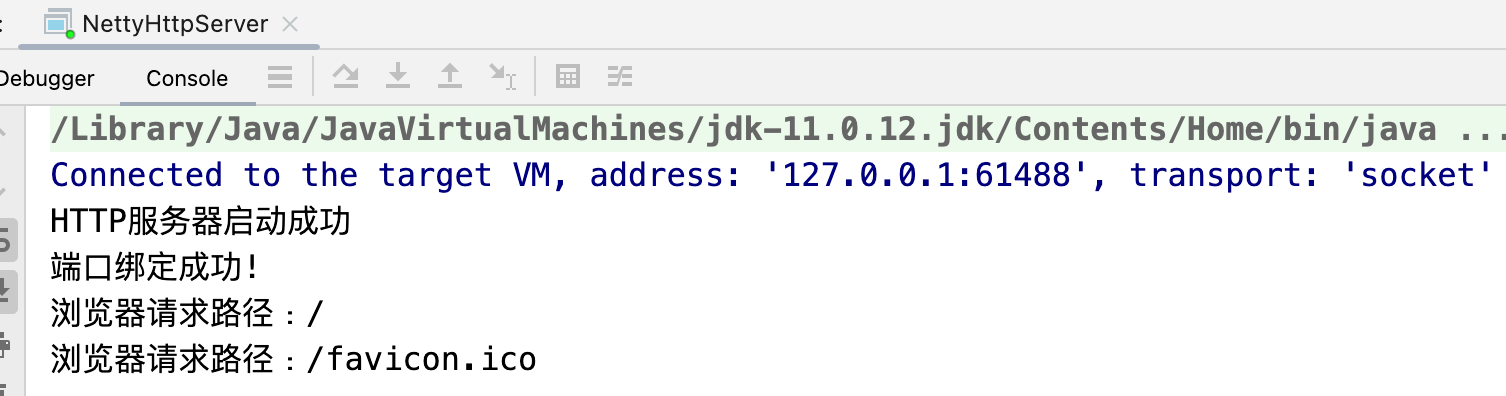 NettyHttpServer
Debugger Console
/Library/Java/JavaVirtualMachines/jdk-11.0.12.jdk/Contents/Home/bin/java ...
Connected to the target VM, address: '127.0.0.1:61488', transport: 'socket'
HTTP服务器启动成功
端口绑定成功!
浏览器请求路径：/
浏览器请求路径：/favicon.ico